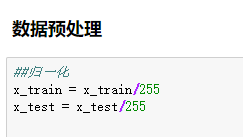 数据预处理
##归一化
x_train = x_train/255
x_test = x_test/255